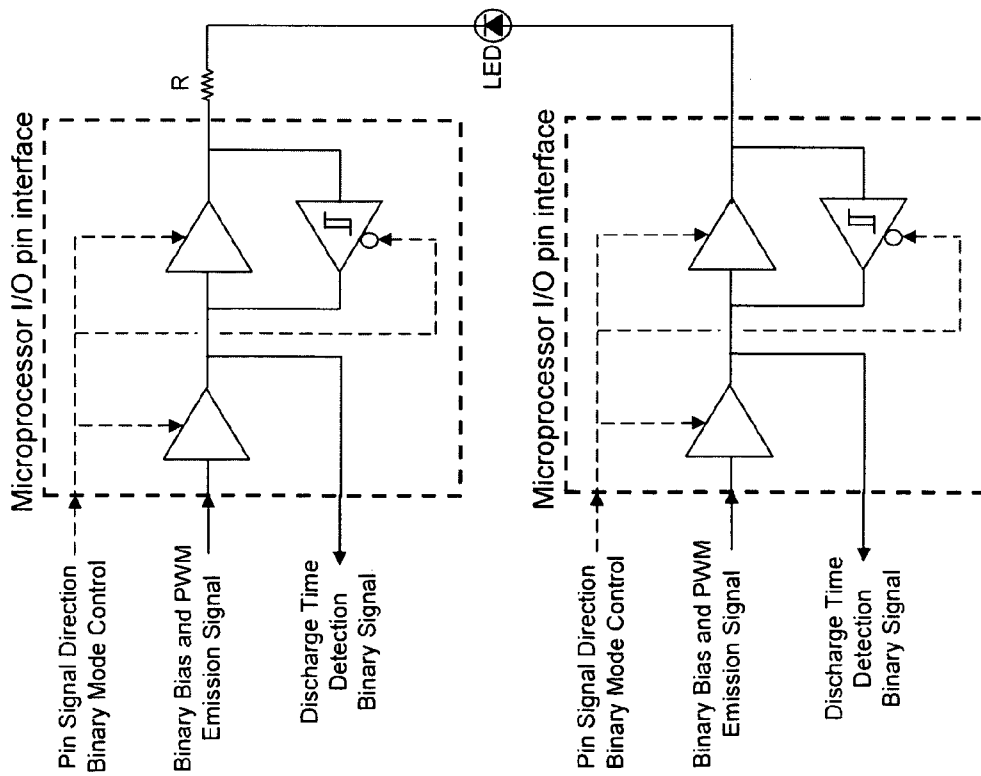 Microprocessor I/O pin interface
R
Pin Signal Direction
Binary Mode Control
Binary Bias and PWM
Emission Signal
Discharge Time
Detection
Binary Signal
LED
Microprocessor I/O pin interface
Pin Signal Direction
Binary Mode Control
Binary Bias and PWM
Emission Signal
Discharge Time
Detection
Binary Signal